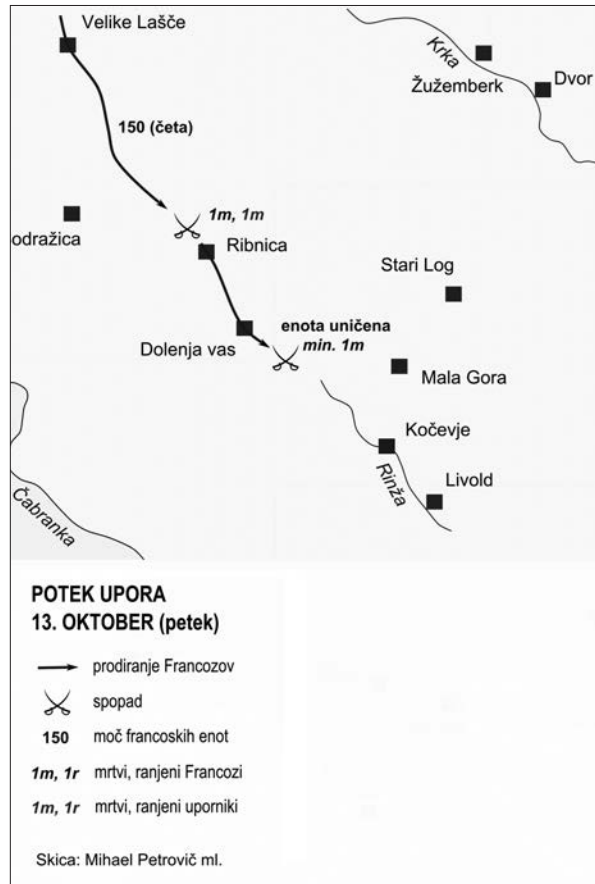 Velike Lašče
Krka
Žužemberk
Dvor
150 (četa)
odražica
1m, 1m
Ribnica
Stari Log
enota uničena
min. 1m
Dolenja vas
Mala Gora
Kočevje
Rinža
Livold
Čabranka
POTEK UPORA
13. OKTOBER (petek)
prodiranje Francozov
spopad
150 moč francoskih enot
1m, 1r mrtvi, ranjeni Francozi
1m, 1r mrtvi, ranjeni uporniki
Skica: Mihael Petrovič ml.